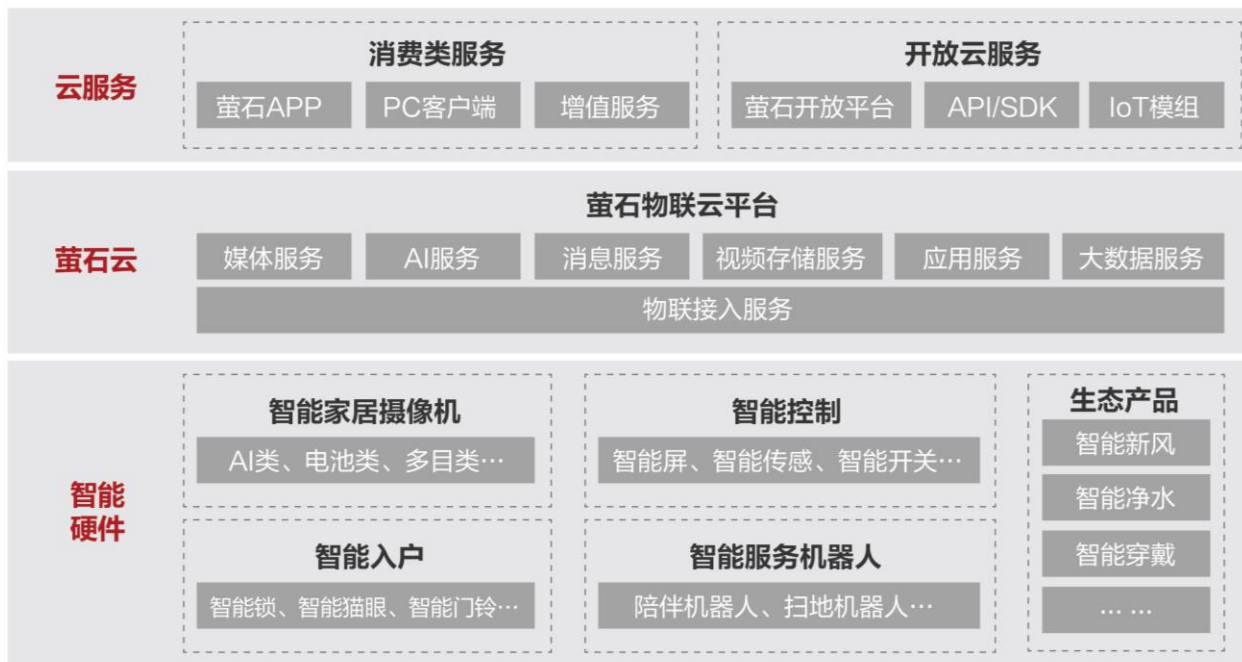 云服务
消费类服务
萤石APP
PC客户端
增值服务
开放云服务
萤石开放平台
API/SDK
IoT模组
萤石云
萤石物联云平台
媒体服务
AI服务
消息服务
视频存储服务
应用服务
大数据服务
物联接入服务
智能
硬件
智能家居摄像机
AI类、电池类、多目类…
智能控制
智能屏、智能传感、智能开关…
智能入户
智能锁、智能猫眼、智能门铃…
智能服务机器人
陪伴机器人、扫地机器人…
生态产品
智能新风
智能净水
智能穿戴
… …